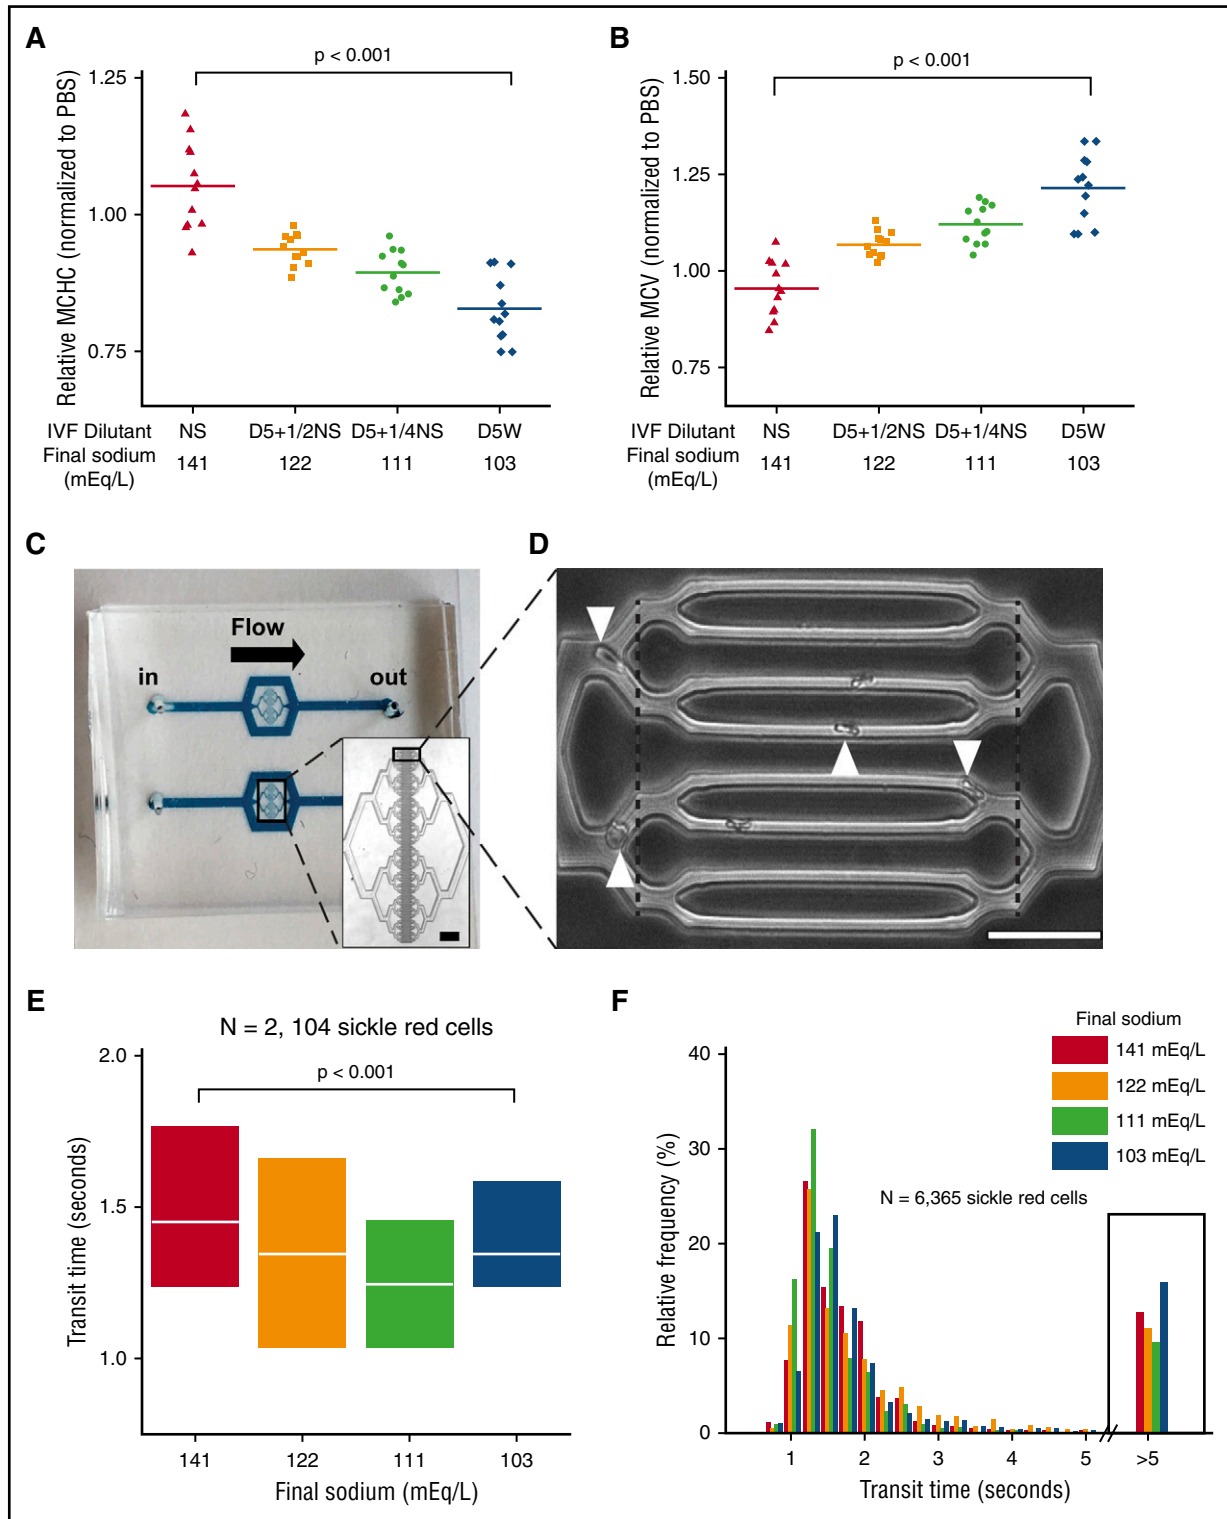 A
p < 0.001
Relative MCHC (normalized to PBS)
1.25
1.00
0.75
IVF Dilutant NS D5+1/2NS D5+1/4NS D5W
Final sodium (mEq/L) 141 122 111 103
B
p < 0.001
Relative MCV (normalized to PBS)
1.50
1.25
1.00
0.75
IVF Dilutant NS D5+1/2NS D5+1/4NS D5W
Final sodium (mEq/L) 141 122 111 103
C
Flow
in
out
D
E
N = 2, 104 sickle red cells
p < 0.001
Transit time (seconds)
2.0
1.5
1.0
141 122 111 103
Final sodium (mEq/L)
F
Final sodium
141 mEq/L
122 mEq/L
111 mEq/L
103 mEq/L
N = 6,365 sickle red cells
Relative frequency (%)
40
30
20
10
0
1 2 3 4 5 >5
Transit time (seconds)